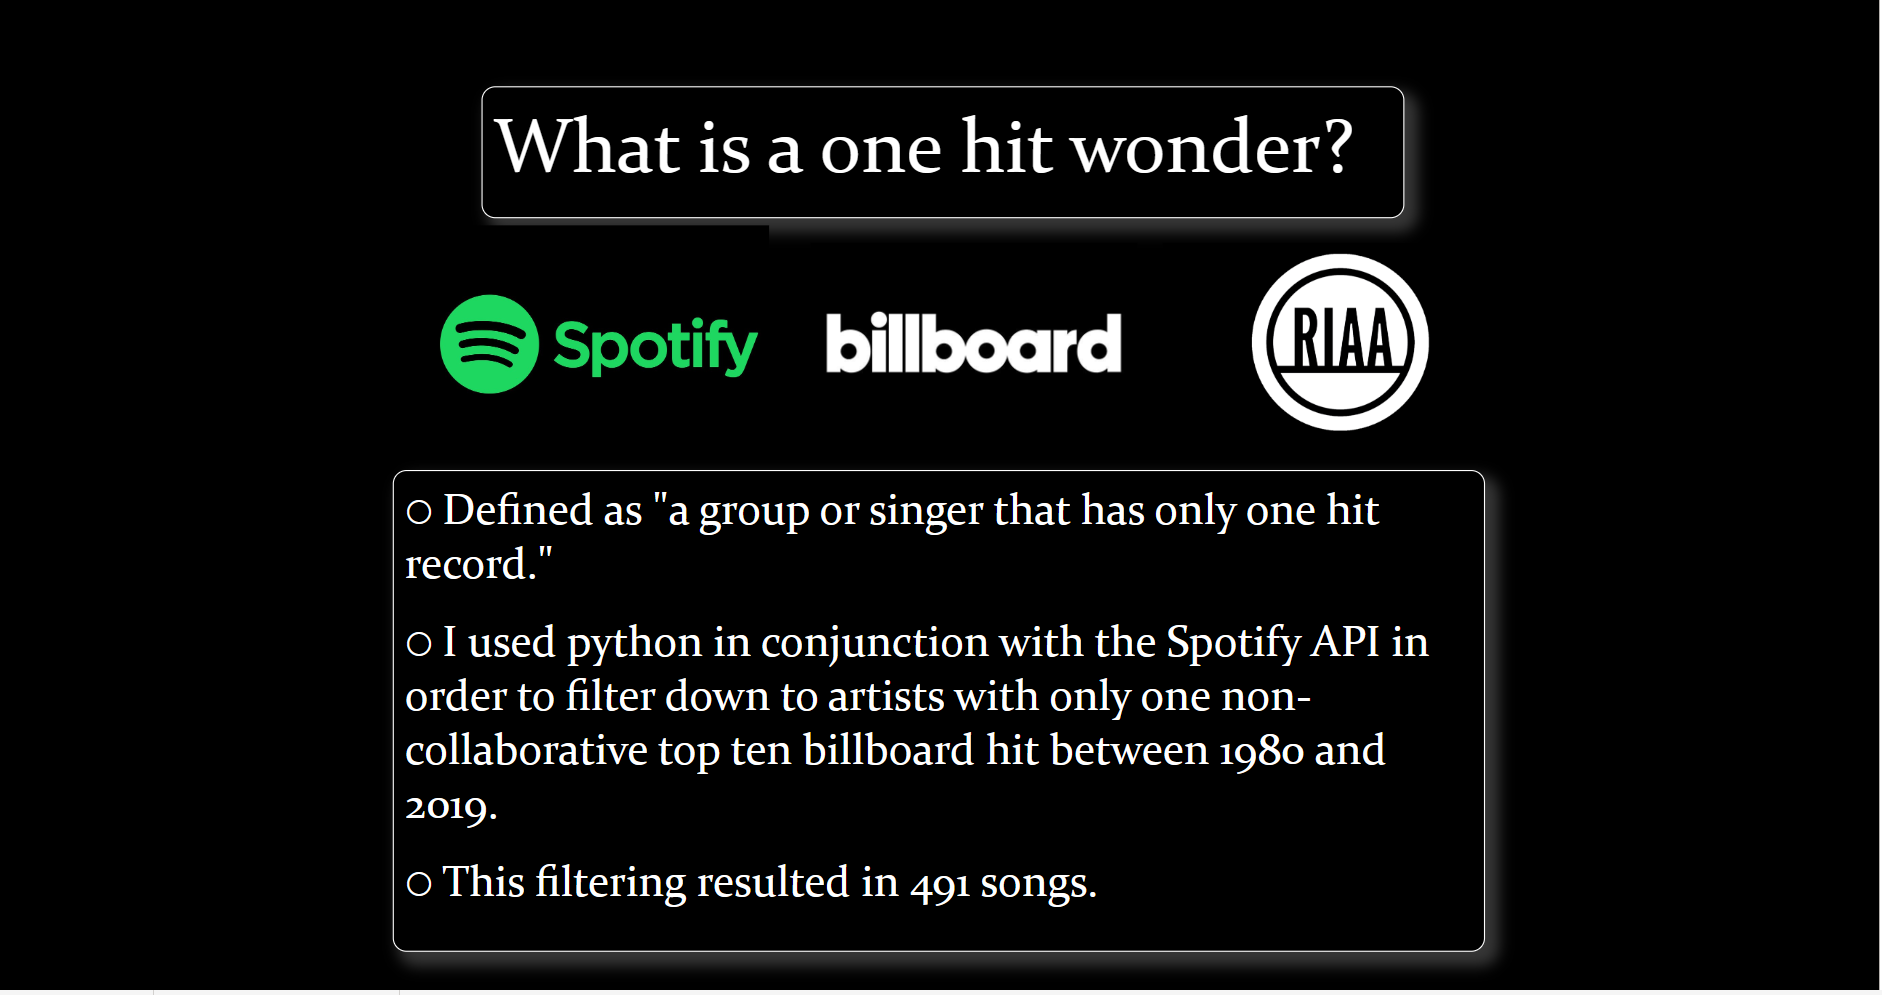 What is a one hit wonder?
Spotify
billboard
RIAA
○ Defined as "a group or singer that has only one hit
record."
○ I used python in conjunction with the Spotify API in
order to filter down to artists with only one non-
collaborative top ten billboard hit between 1980 and
2019.
○ This filtering resulted in 491 songs.